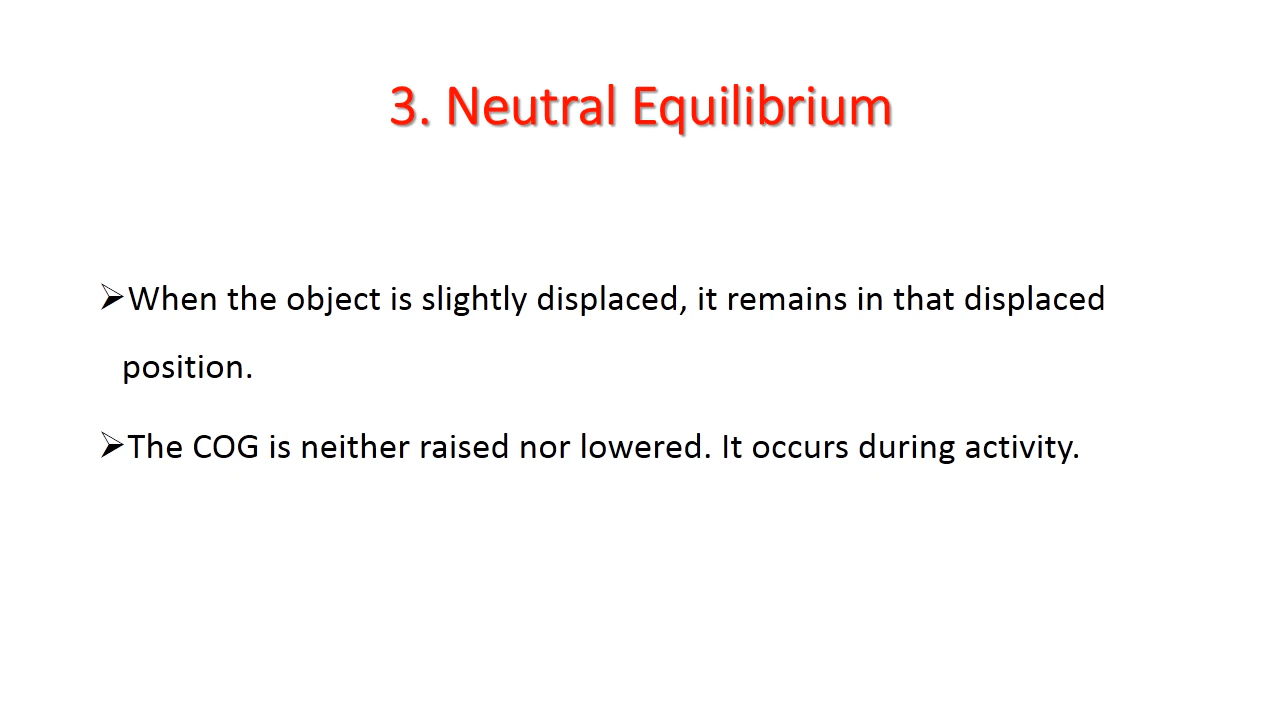 3. Neutral Equilibrium
➢When the object is slightly displaced, it remains in that displaced
position.
➢The COG is neither raised nor lowered. It occurs during activity.